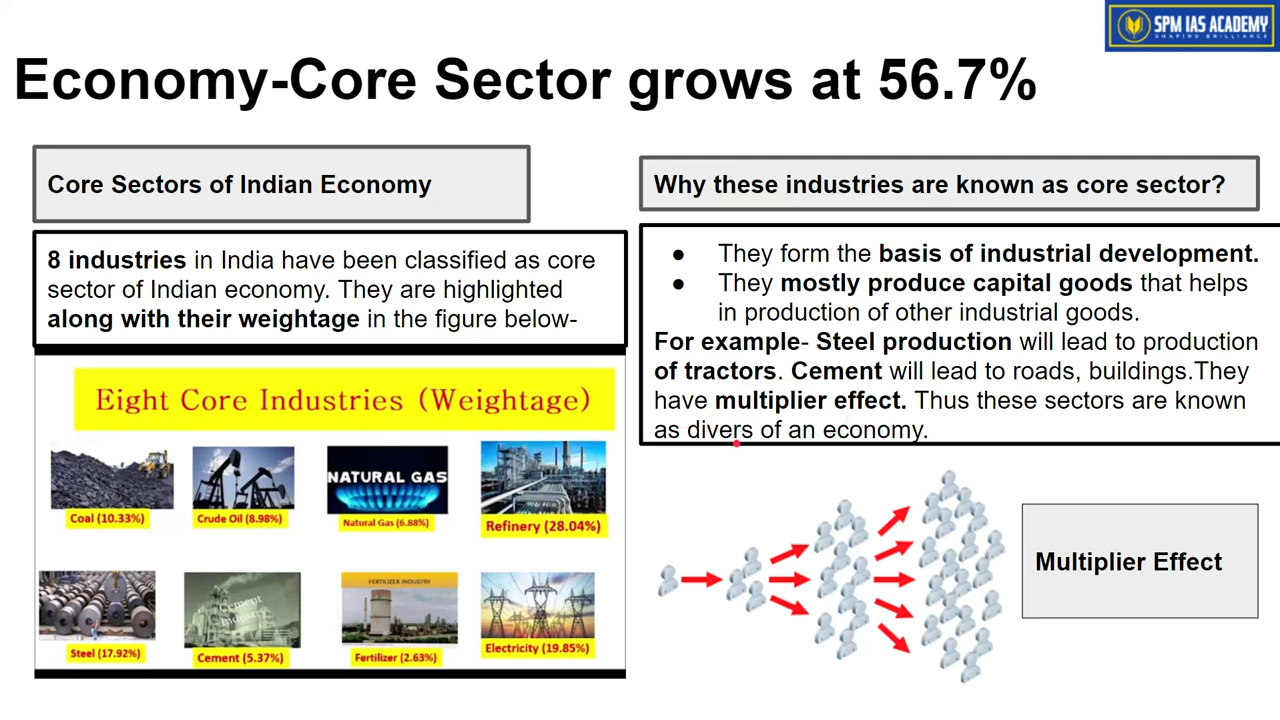 SPM IAS ACADEMY
SHAPING BRILLIANCE
Economy-Core Sector grows at 56.7%
Core Sectors of Indian Economy
8 industries in India have been classified as core
sector of Indian economy. They are highlighted
along with their weightage in the figure below-
Eight Core Industries (Weightage)
NATURAL GAS
Coal (10.33%)
Crude Oil (8.98%)
Natural Gas (6.88%)
Refinery (28.04%)
Cement
Industry
FERTILIZER INDUSTRY
Steel (17.92%)
Cement (5.37%)
Fertilizer (2.63%)
Electricity (19.85%)
Why these industries are known as core sector?
● They form the basis of industrial development.
● They mostly produce capital goods that helps
in production of other industrial goods.
For example- Steel production will lead to production
of tractors. Cement will lead to roads, buildings.They
have multiplier effect. Thus these sectors are known
as divers of an economy.
Multiplier Effect